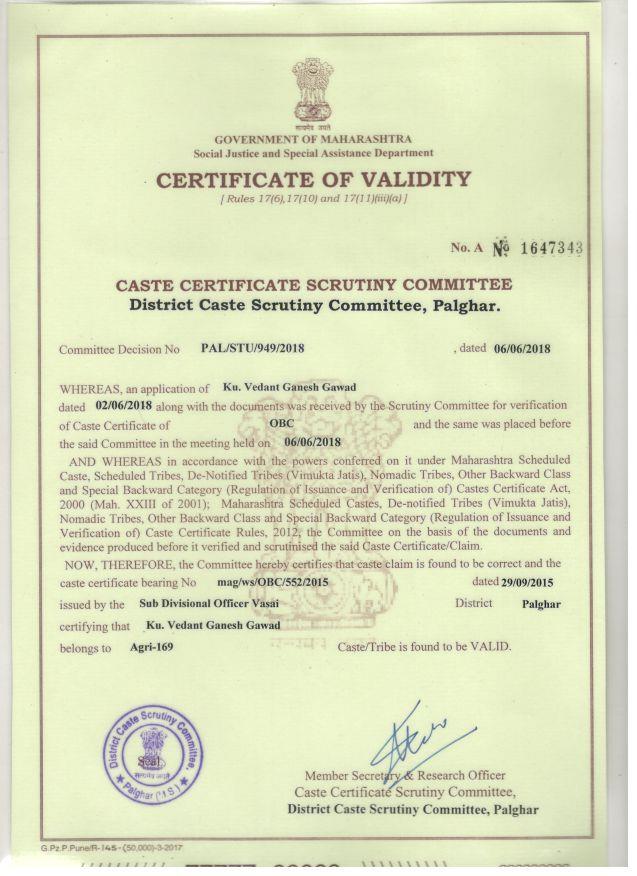 सत्यमेव जयते
GOVERNMENT OF MAHARASHTRA
Social Justice and Special Assistance Department
CERTIFICATE OF VALIDITY
[ Rules 17(6),17(10) and 17(11)(iii)(a) ]
No. A № 1647343
CASTE CERTIFICATE SCRUTINY COMMITTEE
District Caste Scrutiny Committee, Palghar.
Committee Decision No PAL/STU/949/2018 , dated 06/06/2018
WHEREAS, an application of Ku. Vedant Ganesh Gawad
dated 02/06/2018 along with the documents was received by the Scrutiny Committee for verification
of Caste Certificate of OBC and the same was placed before
the said Committee in the meeting held on 06/06/2018
AND WHEREAS in accordance with the powers conferred on it under Maharashtra Scheduled
Caste, Scheduled Tribes, De-Notified Tribes (Vimukta Jatis), Nomadic Tribes, Other Backward Class
and Special Backward Category (Regulation of Issuance and Verification of) Castes Certificate Act,
2000 (Mah. XXIII of 2001); Maharashtra Scheduled Castes, De-notified Tribes (Vimukta Jatis),
Nomadic Tribes, Other Backward Class and Special Backward Category (Regulation of Issuance and
Verification of) Caste Certificate Rules, 2012, the Committee on the basis of the documents and
evidence produced before it verified and scrutinised the said Caste Certificate/Claim.
NOW, THEREFORE, the Committee hereby certifies that caste claim is found to be correct and the
caste certificate bearing No mag/ws/OBC/552/2015 dated 29/09/2015
issued by the Sub Divisional Officer Vasai District Palghar
certifying that Ku. Vedant Ganesh Gawad
belongs to Agri-169 Caste/Tribe is found to be VALID.
District Caste Scrutiny Committee.
Seal
सत्यमेव जयते
★ Palghar (M.S.) ★
Member Secretary & Research Officer
Caste Certificate Scrutiny Committee,
District Caste Scrutiny Committee, Palghar
G.Pz.P.Pune/R-145-(50,000)-3-2017